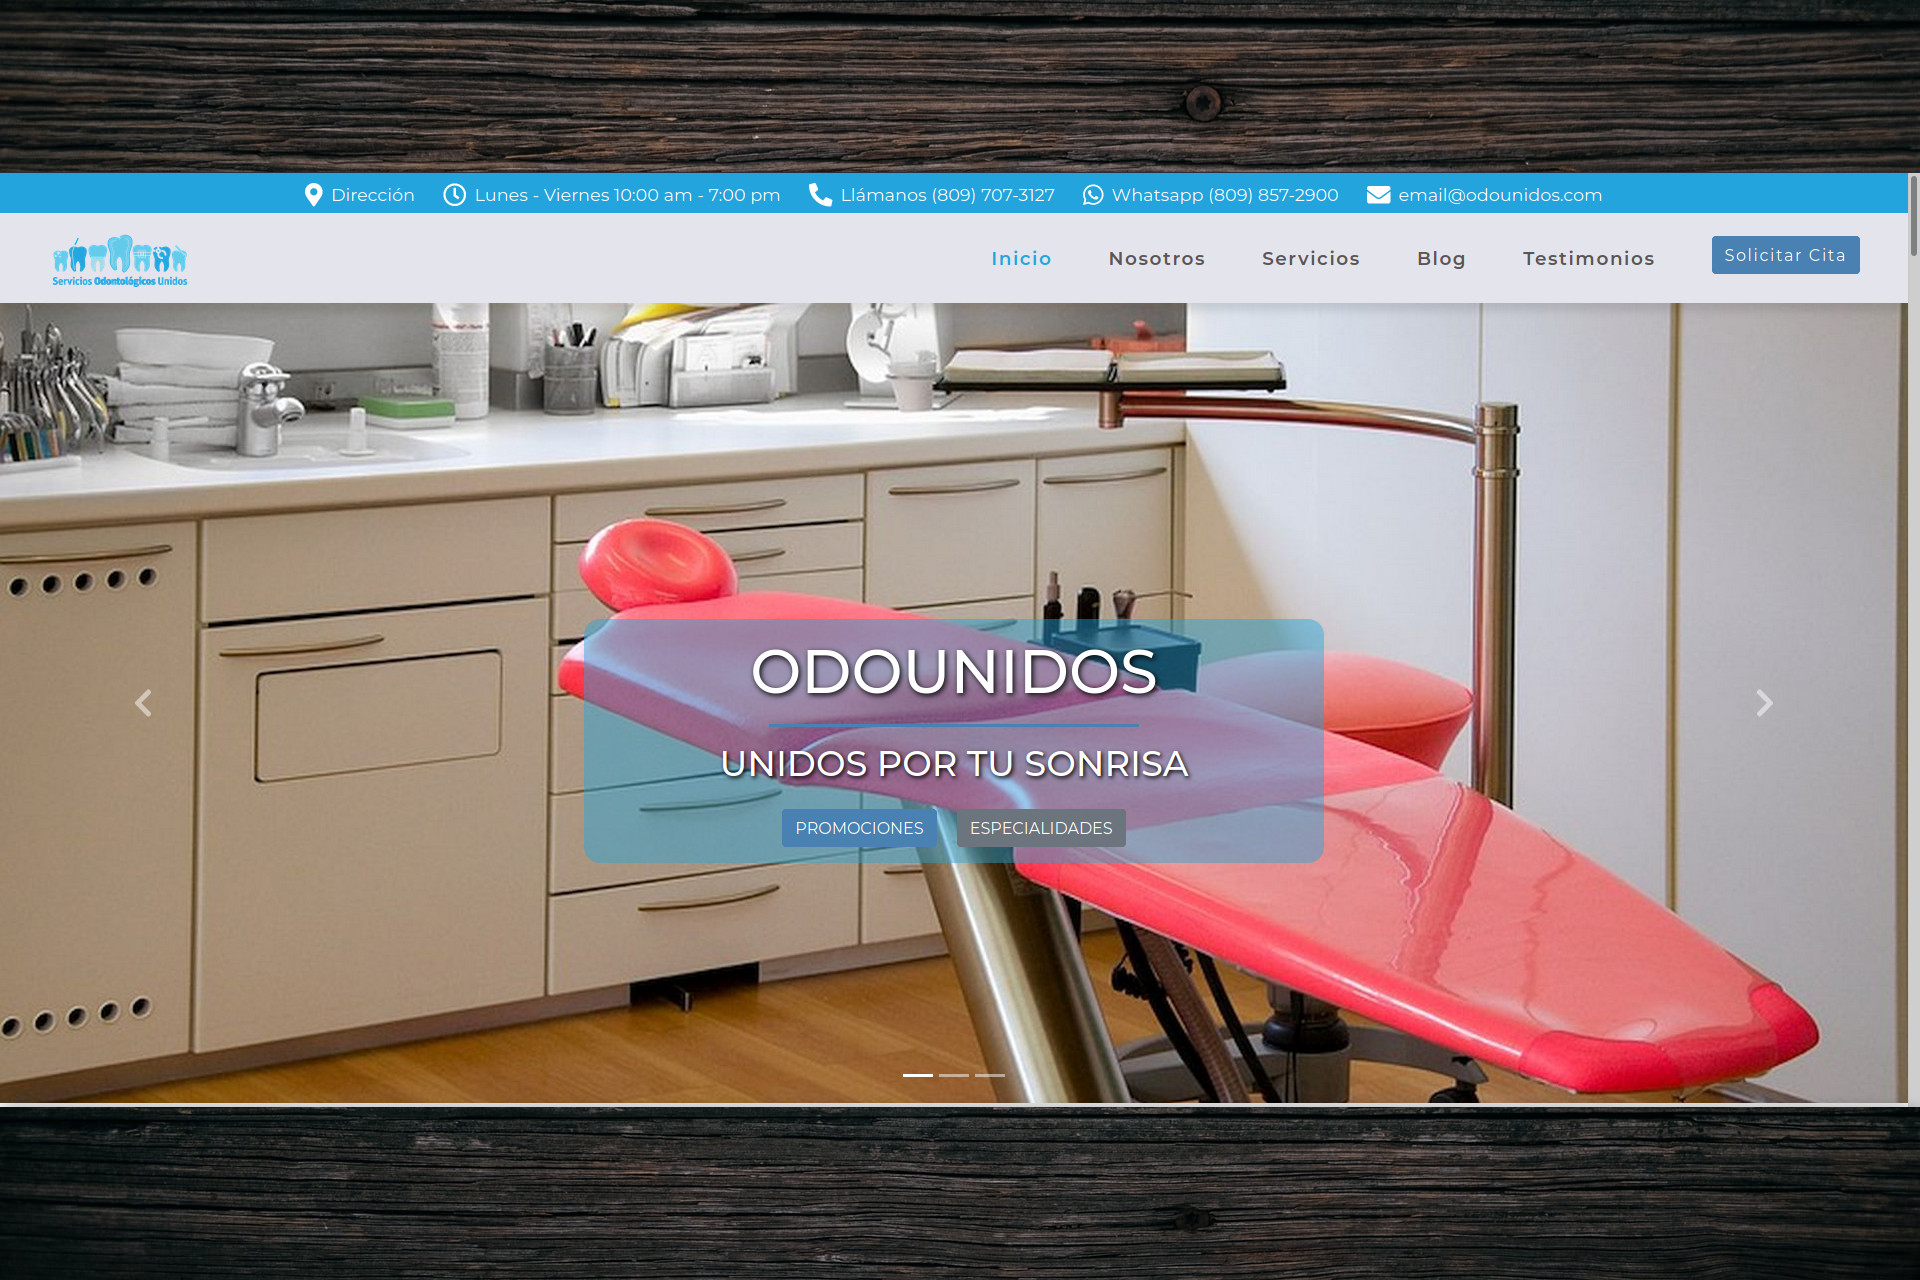 Dirección
Lunes - Viernes 10:00 am - 7:00 pm
Llámanos (809) 707-3127
Whatsapp (809) 857-2900
email@odounidos.com
Servicios Odontológicos Unidos
Inicio
Nosotros
Servicios
Blog
Testimonios
Solicitar Cita
ODOUNIDOS
UNIDOS POR TU SONRISA
PROMOCIONES
ESPECIALIDADES